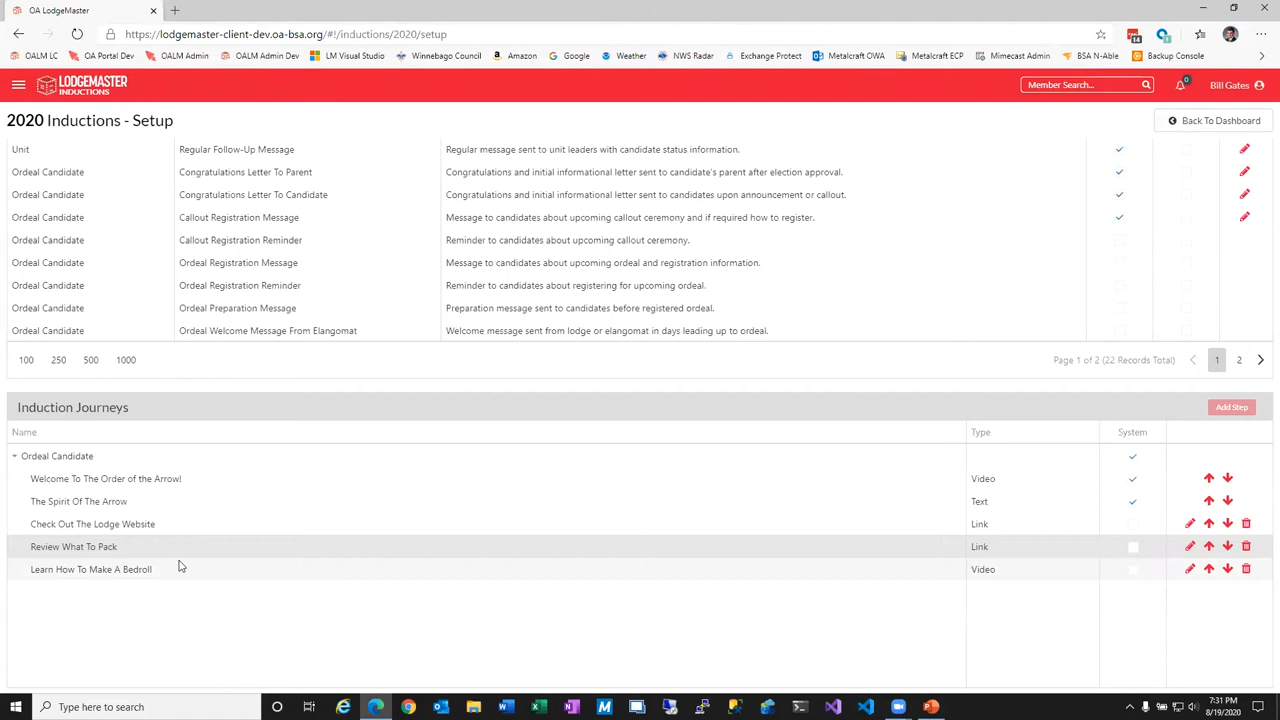 OA LodgeMaster
https://lodgemaster-client-dev.oa-bsa.org/#!/inductions/2020/setup
14
OALM Club OA Portal Dev OALM Admin OALM Admin Dev LM Visual Studio Winnebago Council Amazon Google Weather NWS Radar Exchange Protect Metalcraft OWA Metalcraft ECP Mimecast Admin BSA N-Able Backup Console
LODGEMASTER
INDUCTIONS
Member Search...
0
Bill Gates
2020 Inductions - Setup
Back To Dashboard
Unit Regular Follow-Up Message Regular message sent to unit leaders with candidate status information.
Ordeal Candidate Congratulations Letter To Parent Congratulations and initial informational letter sent to candidate's parent after election approval.
Ordeal Candidate Congratulations Letter To Candidate Congratulations and initial informational letter sent to candidates upon announcement or callout.
Ordeal Candidate Callout Registration Message Message to candidates about upcoming callout ceremony and if required how to register.
Ordeal Candidate Callout Registration Reminder Reminder to candidates about upcoming callout ceremony.
Ordeal Candidate Ordeal Registration Message Message to candidates about upcoming ordeal and registration information.
Ordeal Candidate Ordeal Registration Reminder Reminder to candidates about registering for upcoming ordeal.
Ordeal Candidate Ordeal Preparation Message Preparation message sent to candidates before registered ordeal.
Ordeal Candidate Ordeal Welcome Message From Elangomat Welcome message sent from lodge or elangomat in days leading up to ordeal.
100 250 500 1000 Page 1 of 2 (22 Records Total) 1 2
Induction Journeys Add Step
Name Type System
Ordeal Candidate
Welcome To The Order of the Arrow! Video
The Spirit Of The Arrow Text
Check Out The Lodge Website Link
Review What To Pack Link
Learn How To Make A Bedroll Video
Type here to search
7:31 PM
8/19/2020